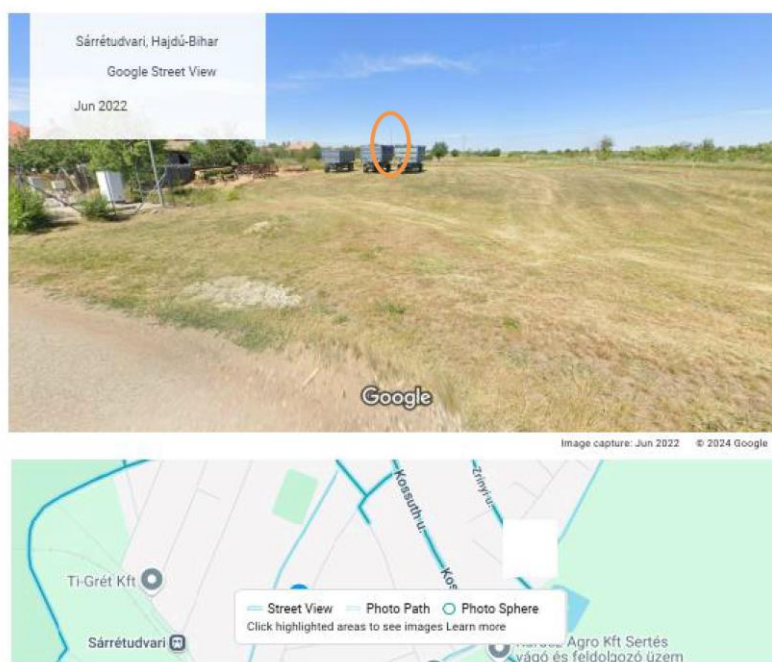 Sárrétudvari, Hajdú-Bihar
Google Street View
Jun 2022
Google
Image capture: Jun 2022 © 2024 Google
Kossuth u.
Zrínyi u.
Ti-Grét Kft
Street View Photo Path Photo Sphere
Click highlighted areas to see images Learn more
Sárrétudvari
Agro Kft Sertés
vágó és feldolgozó üzem